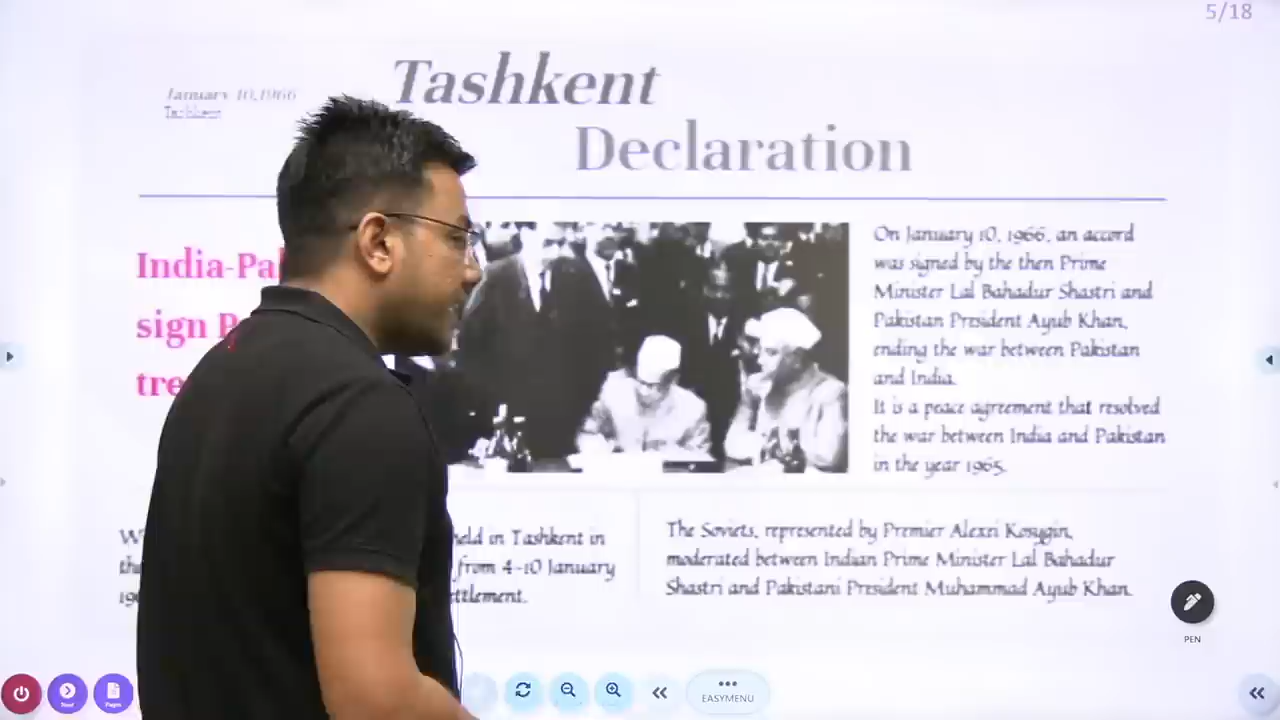 5/18
January 10, 1966
Tashkent
Tashkent
Declaration
India-Pa
sign
tre
On January 10, 1966, an accord
was signed by the then Prime
Minister Lal Bahadur Shastri and
Pakistan President Ayub Khan,
ending the war between Pakistan
and India.
It is a peace agreement that resolved
the war between India and Pakistan
in the year 1965.
held in Tashkent in
from 4-10 January
ettlement.
The Soviets, represented by Premier Alexei Kosygin,
moderated between Indian Prime Minister Lal Bahadur
Shastri and Pakistani President Muhammad Ayub Khan.
PEN
Next
Pages
EASYMENU